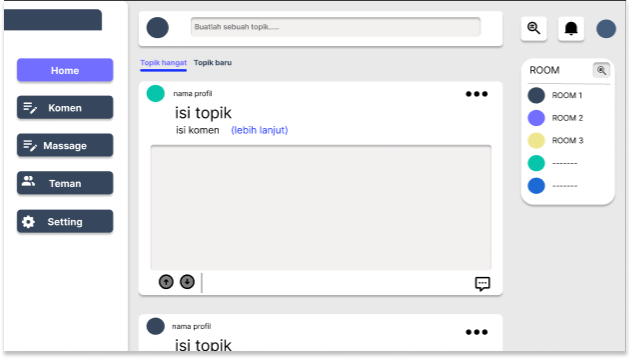 Home
Komen
Massage
Teman
Setting
Buatlah sebuah topik.....
Topik hangat Topik baru
nama profil
isi topik
isi komen (lebih lanjut)
nama profil
isi topik
ROOM
ROOM 1
ROOM 2
ROOM 3
-------
-------